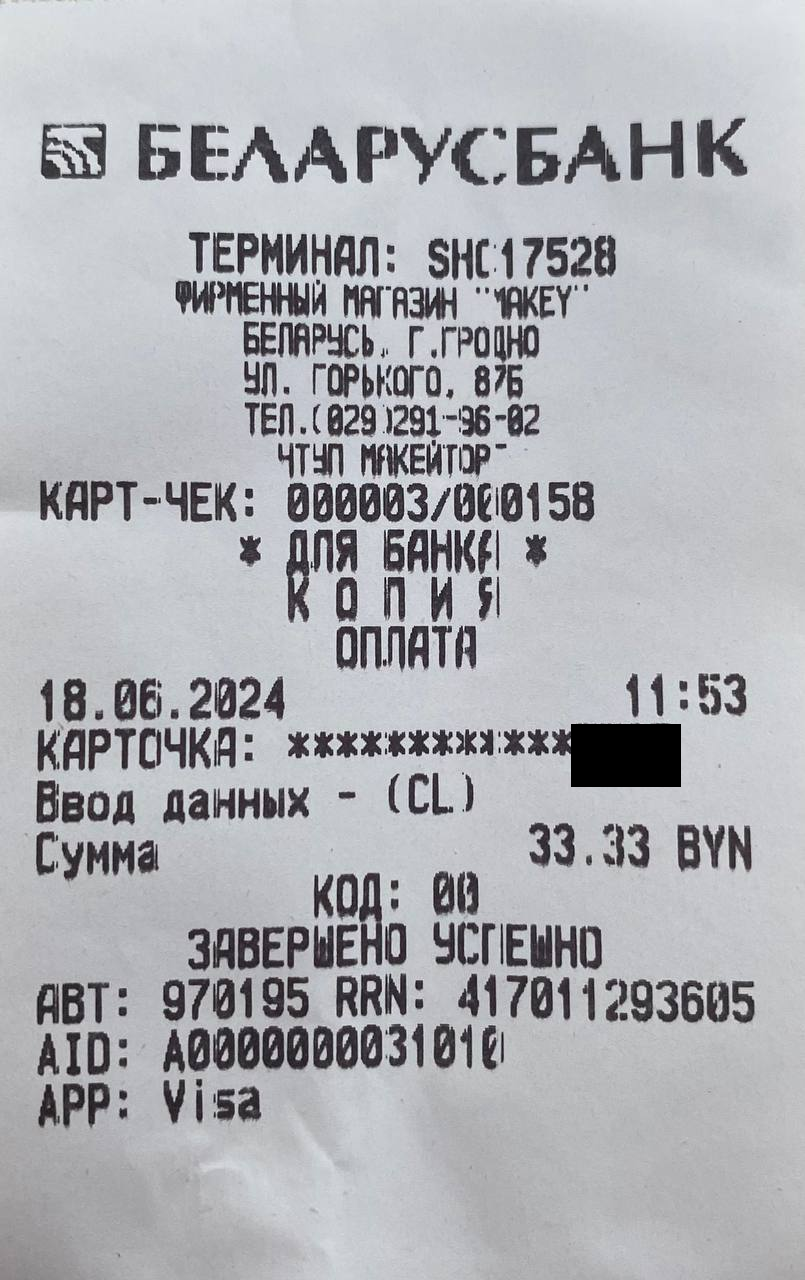 БЕЛАРУСБАНК
ТЕРМИНАЛ: SHC17528
ФИРМЕННЫЙ МАГАЗИН "MAKEY"
БЕЛАРУСЬ, Г.ГРОДНО
УЛ. ГОРЬКОГО, 87Б
ТЕЛ.(029)291-96-02
ЧТУП МАКЕЙТОР"
КАРТ-ЧЕК: 000003/000158
* ДЛЯ БАНКА *
К О П И Я
ОПЛАТА
18.06.2024 11:53
КАРТОЧКА: ************
Ввод данных - (CL)
Сумма 33.33 BYN
КОД: 00
ЗАВЕРШЕНО УСПЕШНО
АВТ: 970195 RRN: 417011293605
AID: A0000000031010
APP: Visa